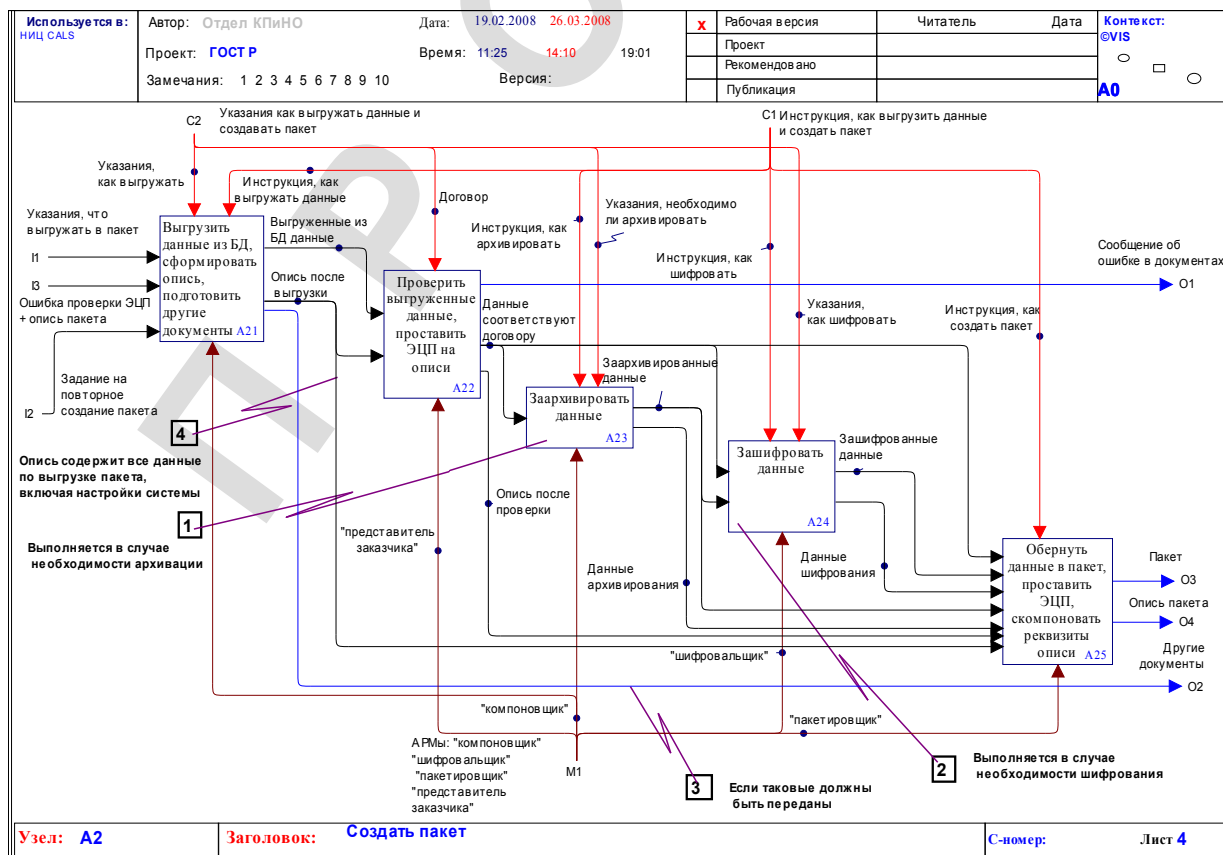 Используется в:
НИЦ CALS
Автор: Отдел КПиНО
Дата: 19.02.2008 26.03.2008
Проект: ГОСТ Р
Время: 11:25 14:10 19:01
Замечания: 1 2 3 4 5 6 7 8 9 10
Версия:
x
Рабочая версия
Проект
Рекомендовано
Публикация
Читатель
Дата
Контекст:
©VIS
A0
C2
Указания как выгружать данные и
создавать пакет
C1
Инструкция, как выгрузить данные
и создать пакет
Указания,
как выгружать
Инструкция, как
выгружать данные
Договор
Инструкция, как
архивировать
Указания, необходимо
ли архивировать
Инструкция, как
шифровать
Указания,
как шифровать
Инструкция, как
создать пакет
Сообщение об
ошибке в документах
O1
Указания, что
выгружать в пакет
I1
I3
Ошибка проверки ЭЦП
+ опись пакета
Задание на
повторное
создание пакета
I2
Выгрузить
данные из БД,
сформировать
опись,
подготовить
другие
документы A21
Выгруженные из
БД данные
Опись после
выгрузки
Проверить
выгруженные
данные,
проставить
ЭЦП на
описи
A22
Данные
соответствуют
договору
Заархивированные
данные
Заархивировать
данные
A23
Зашифровать
данные
A24
Зашифрованные
данные
4
Опись содержит все данные
по выгрузке пакета,
включая настройки системы
1
Выполняется в случае
необходимости архивации
Опись после
проверки
"представитель
заказчика"
Данные
архивирования
Данные
шифрования
Обернуть
данные в пакет,
проставить
ЭЦП,
скомпоновать
реквизиты
описи A25
Пакет
O3
Опись пакета
O4
Другие
документы
O2
"шифровальщик"
"компоновщик"
"пакетировщик"
АРМы: "компоновщик"
"шифровальщик"
"пакетировщик"
"представитель
заказчика"
M1
3
Если таковые должны
быть переданы
2
Выполняется в случае
необходимости шифрования
Узел: A2
Заголовок: Создать пакет
С-номер:
Лист 4
ПРО